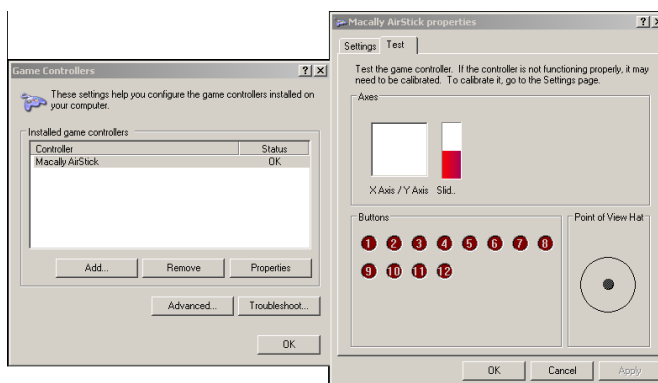 Game Controllers
These settings help you configure the game controllers installed on
your computer.
Installed game controllers
Controller Status
Macally AirStick OK
Add... Remove Properties
Advanced... Troubleshoot...
OK
Macally AirStick properties
Settings Test
Test the game controller. If the controller is not functioning properly, it may
need to be calibrated. To calibrate it, go to the Settings page.
Axes
X Axis / Y Axis Slid..
Buttons
1 2 3 4 5 6 7 8
9 10 11 12
Point of View Hat
OK Cancel Apply